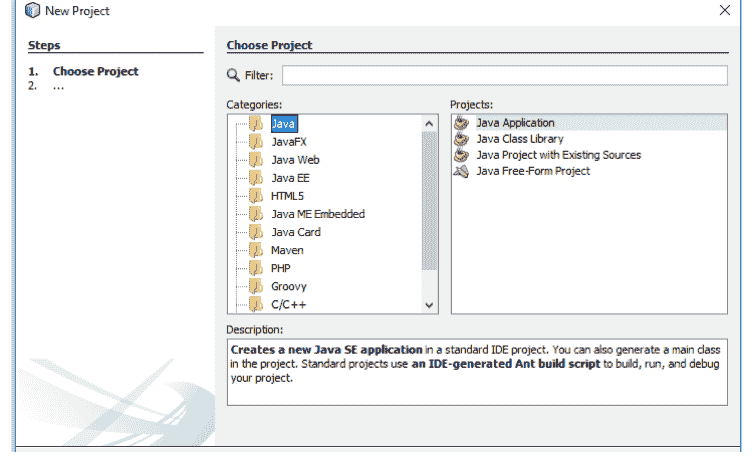 New Project
Steps
1. Choose Project
2. ...
Choose Project
Filter:
Categories:
Java
JavaFX
Java Web
Java EE
HTML5
Java ME Embedded
Java Card
Maven
PHP
Groovy
C/C++
Projects:
Java Application
Java Class Library
Java Project with Existing Sources
Java Free-Form Project
Description:
Creates a new Java SE application in a standard IDE project. You can also generate a main class
in the project. Standard projects use an IDE-generated Ant build script to build, run, and debug
your project.